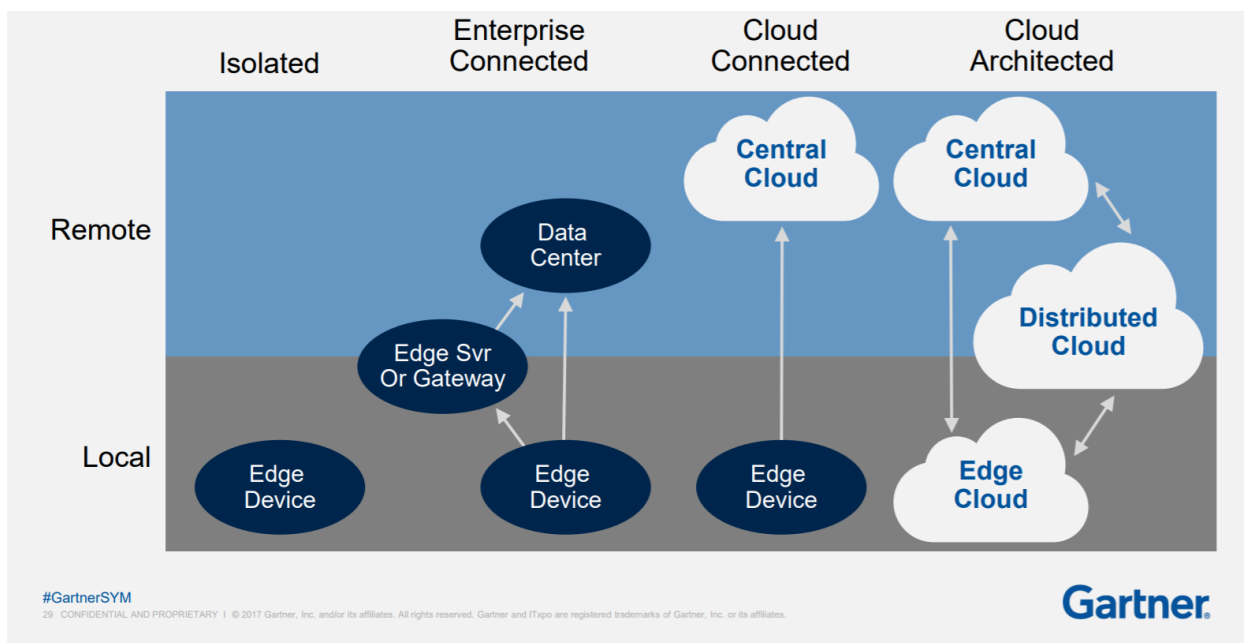 Isolated
Enterprise
Connected
Cloud
Connected
Cloud
Architected
Remote
Local
Edge
Device
Data
Center
Edge Svr
Or Gateway
Edge
Device
Central
Cloud
Edge
Device
Central
Cloud
Distributed
Cloud
Edge
Cloud
#GartnerSYM
29 CONFIDENTIAL AND PROPRIETARY I © 2017 Gartner, Inc. and/or its affiliates. All rights reserved. Gartner and ITxpo are registered trademarks of Gartner, Inc. or its affiliates.
Gartner®